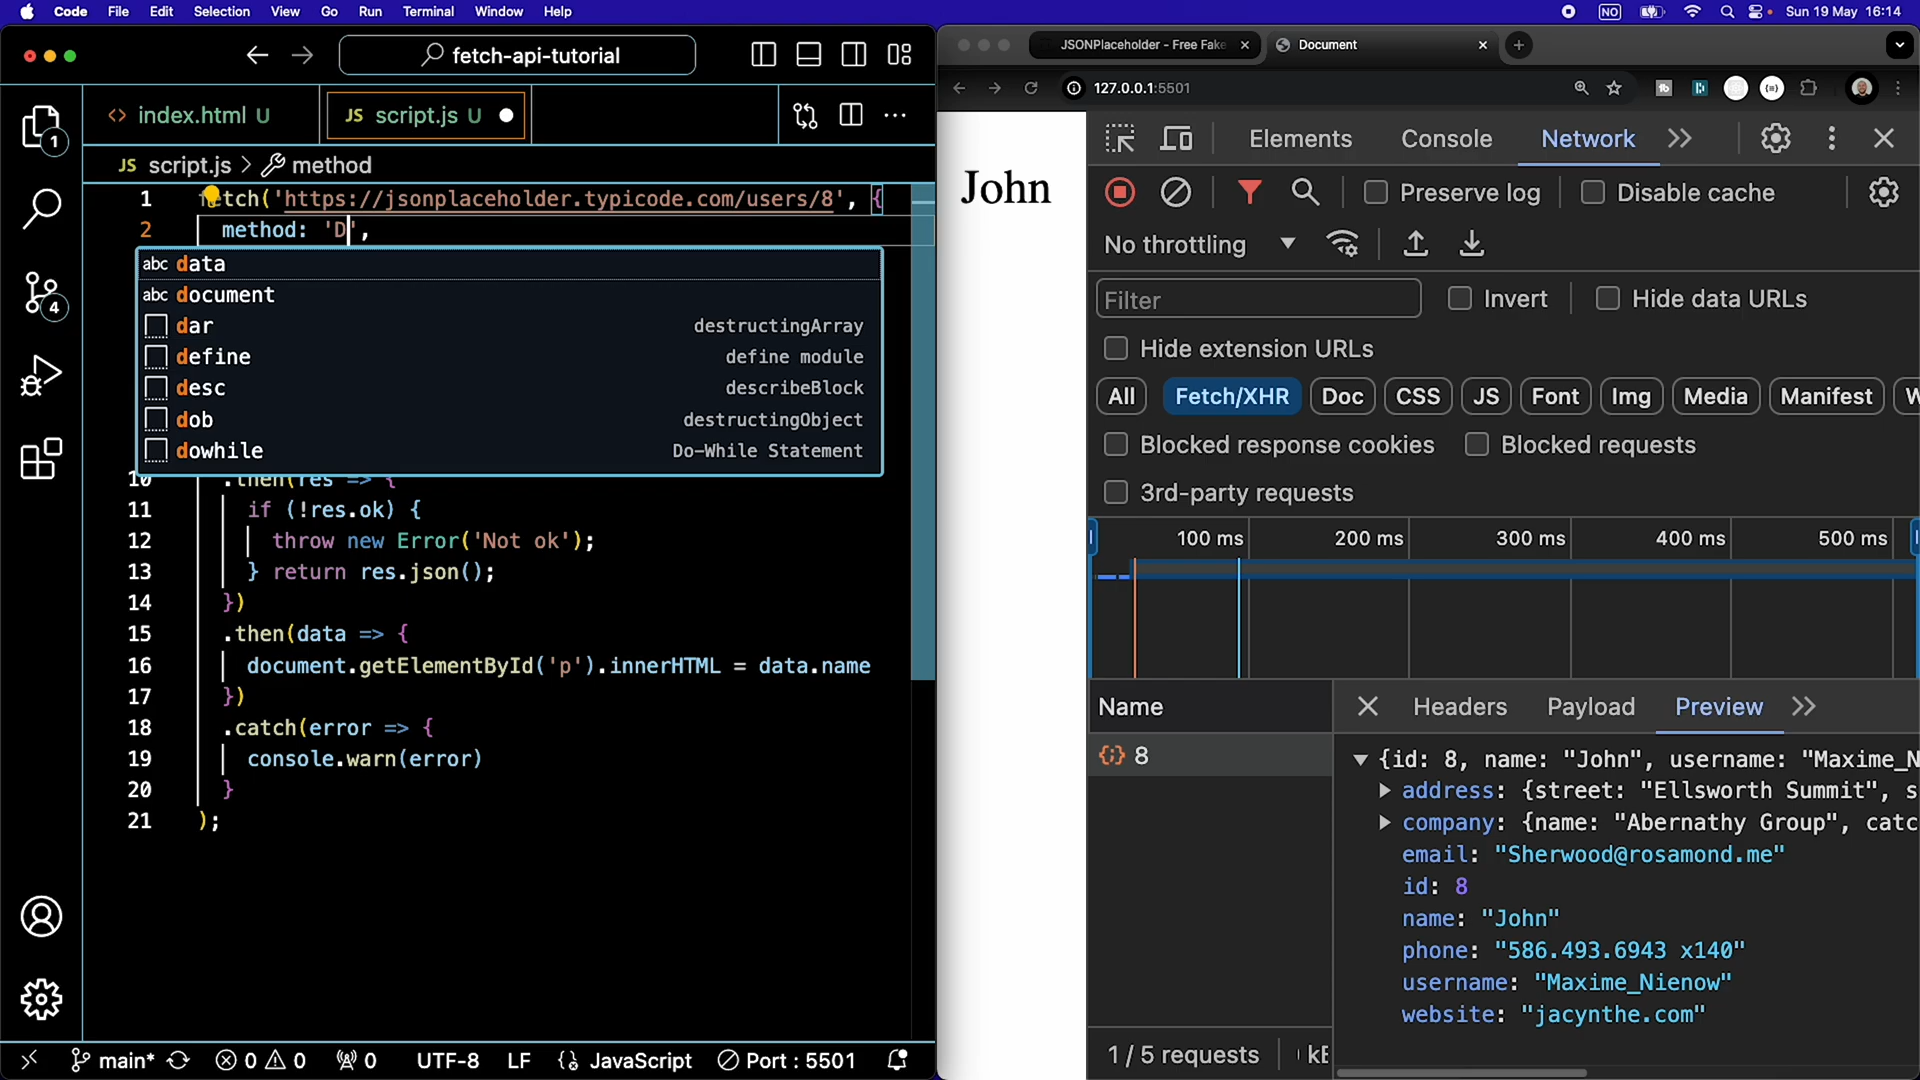 Code File Edit Selection View Go Run Terminal Window Help NO Sun 19 May 16:14
fetch-api-tutorial
JSONPlaceholder - Free Fake
Document
127.0.0.1:5501
index.html U
JS script.js U
JS script.js > method
1 fetch('https://jsonplaceholder.typicode.com/users/8', {
2 method: 'D',
abc data
abc document
dar destructingArray
define define module
desc describeBlock
dob destructingObject
dowhile Do-While Statement
10 .then(res => {
11 if (!res.ok) {
12 throw new Error('Not ok');
13 } return res.json();
14 })
15 .then(data => {
16 document.getElementById('p').innerHTML = data.name
17 })
18 .catch(error => {
19 console.warn(error)
20 }
21 );
1
4
main* 0 0 0 UTF-8 LF {} JavaScript Port : 5501
John
Elements Console Network
Preserve log Disable cache
No throttling
Filter Invert Hide data URLs
Hide extension URLs
All Fetch/XHR Doc CSS JS Font Img Media Manifest
Blocked response cookies Blocked requests
3rd-party requests
100 ms 200 ms 300 ms 400 ms 500 ms
Name Headers Payload Preview
8
{id: 8, name: "John", username: "Maxime_N
address: {street: "Ellsworth Summit", s
company: {name: "Abernathy Group", catc
email: "Sherwood@rosamond.me"
id: 8
name: "John"
phone: "586.493.6943 x140"
username: "Maxime_Nienow"
website: "jacynthe.com"
1 / 5 requests